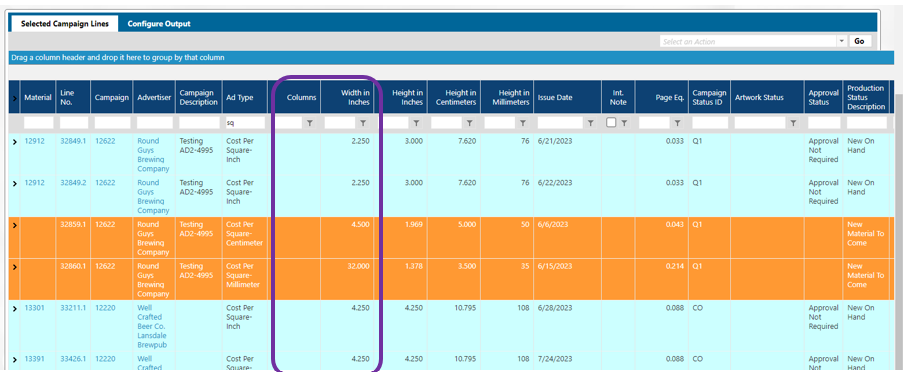 Selected Campaign Lines Configure Output
Select an Action Go
Drag a column header and drop it here to group by that column
Material Line No. Campaign Advertiser Campaign Description Ad Type Columns Width in Inches Height in Inches Height in Centimeters Height in Millimeters Issue Date Int. Note Page Eq. Campaign Status ID Artwork Status Approval Status Production Status Description
sq
12912 32849.1 12622 Round Guys Brewing Company Testing AD2-4995 Cost Per Square-Inch 2.250 3.000 7.620 76 6/21/2023 0.033 Q1 Approval Not Required New On Hand
12912 32849.2 12622 Round Guys Brewing Company Testing AD2-4995 Cost Per Square-Inch 2.250 3.000 7.620 76 6/22/2023 0.033 Q1 Approval Not Required New On Hand
32859.1 12622 Round Guys Brewing Company Testing AD2-4995 Cost Per Square-Centimeter 4.500 1.969 5.000 50 6/6/2023 0.043 Q1 New Material To Come
32860.1 12622 Round Guys Brewing Company Testing AD2-4995 Cost Per Square-Millimeter 32.000 1.378 3.500 35 6/15/2023 0.214 Q1 New Material To Come
13301 33211.1 12220 Well Crafted Beer Co. Lansdale Brewpub Cost Per Square-Inch 4.250 4.250 10.795 108 6/28/2023 0.088 CO Approval Not Required New On Hand
13391 33426.1 12220 Well Crafted Cost Per Square- 4.250 4.250 10.795 108 7/24/2023 0.088 CO Approval Not New On Hand